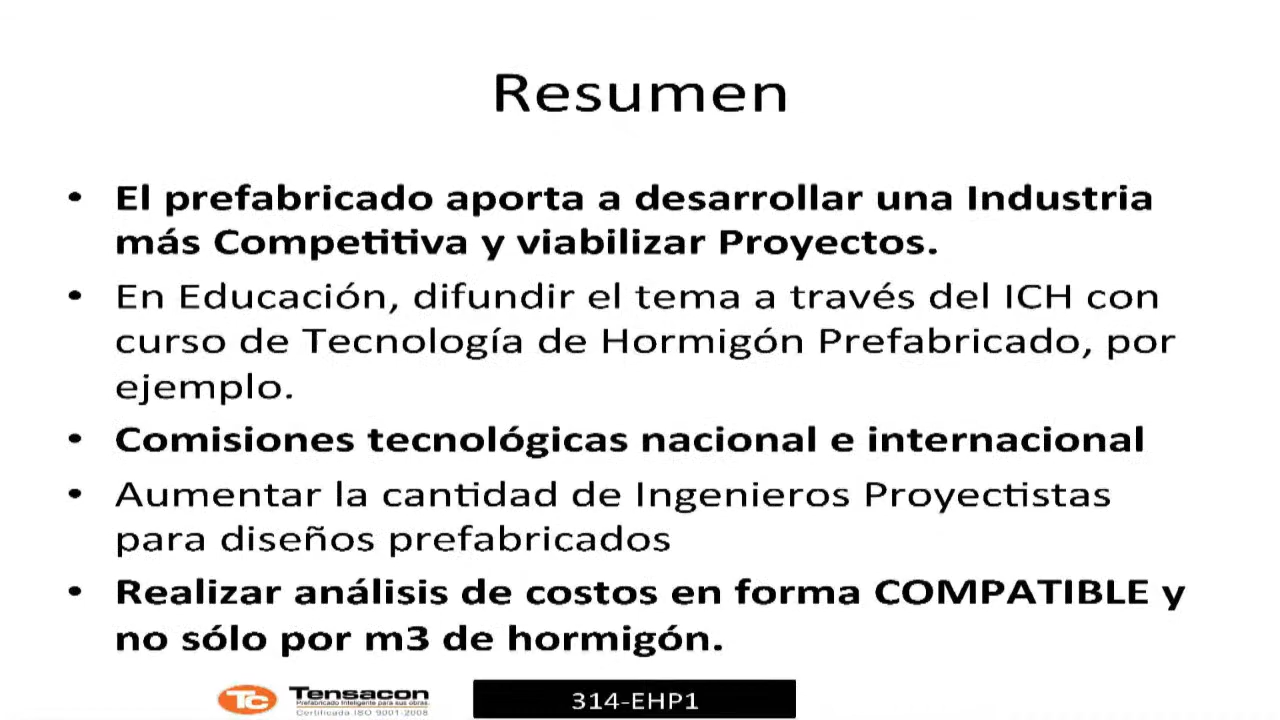 Resumen
• El prefabricado aporta a desarrollar una Industria
más Competitiva y viabilizar Proyectos.
• En Educación, difundir el tema a través del ICH con
curso de Tecnología de Hormigón Prefabricado, por
ejemplo.
• Comisiones tecnológicas nacional e internacional
• Aumentar la cantidad de Ingenieros Proyectistas
para diseños prefabricados
• Realizar análisis de costos en forma COMPATIBLE y
no sólo por m3 de hormigón.
TC Tensacon
Prefabricado Inteligente para sus obras.
Certificada ISO 9001-2008
314-EHP1